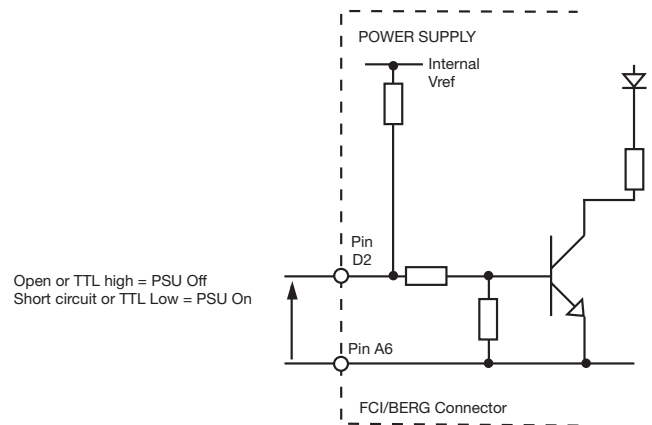 POWER SUPPLY
Internal
Vref
Pin
D2
Open or TTL high = PSU Off
Short circuit or TTL Low = PSU On
Pin A6
FCI/BERG Connector